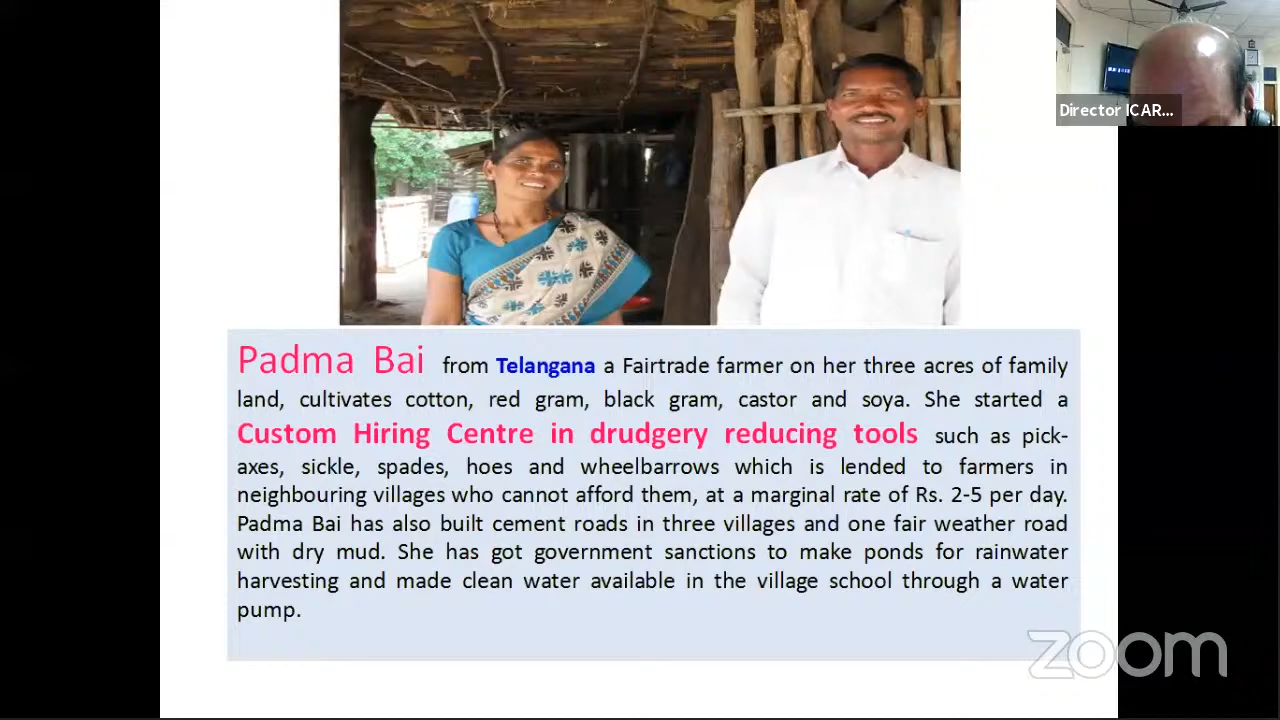 Director ICAR...
Padma Bai from Telangana a Fairtrade farmer on her three acres of family
land, cultivates cotton, red gram, black gram, castor and soya. She started a
Custom Hiring Centre in drudgery reducing tools such as pick-
axes, sickle, spades, hoes and wheelbarrows which is lended to farmers in
neighbouring villages who cannot afford them, at a marginal rate of Rs. 2-5 per day.
Padma Bai has also built cement roads in three villages and one fair weather road
with dry mud. She has got government sanctions to make ponds for rainwater
harvesting and made clean water available in the village school through a water
pump.
zoom